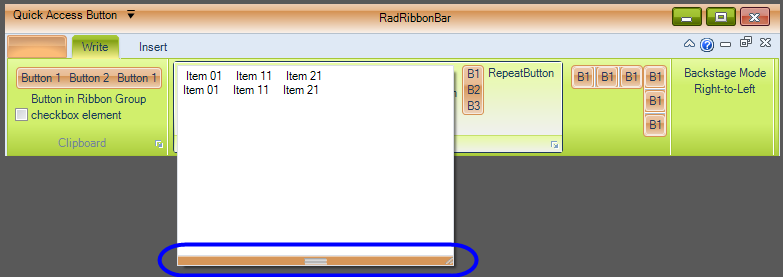 Quick Access Button
RadRibbonBar
Write
Insert
Button 1 Button 2 Button 1
Button in Ribbon Group
checkbox element
Clipboard
Item 01 Item 11 Item 21
Item 01 Item 11 Item 21
B1
B2
B3
RepeatButton
B1 B1 B1 B1
B1
B1
Backstage Mode
Right-to-Left